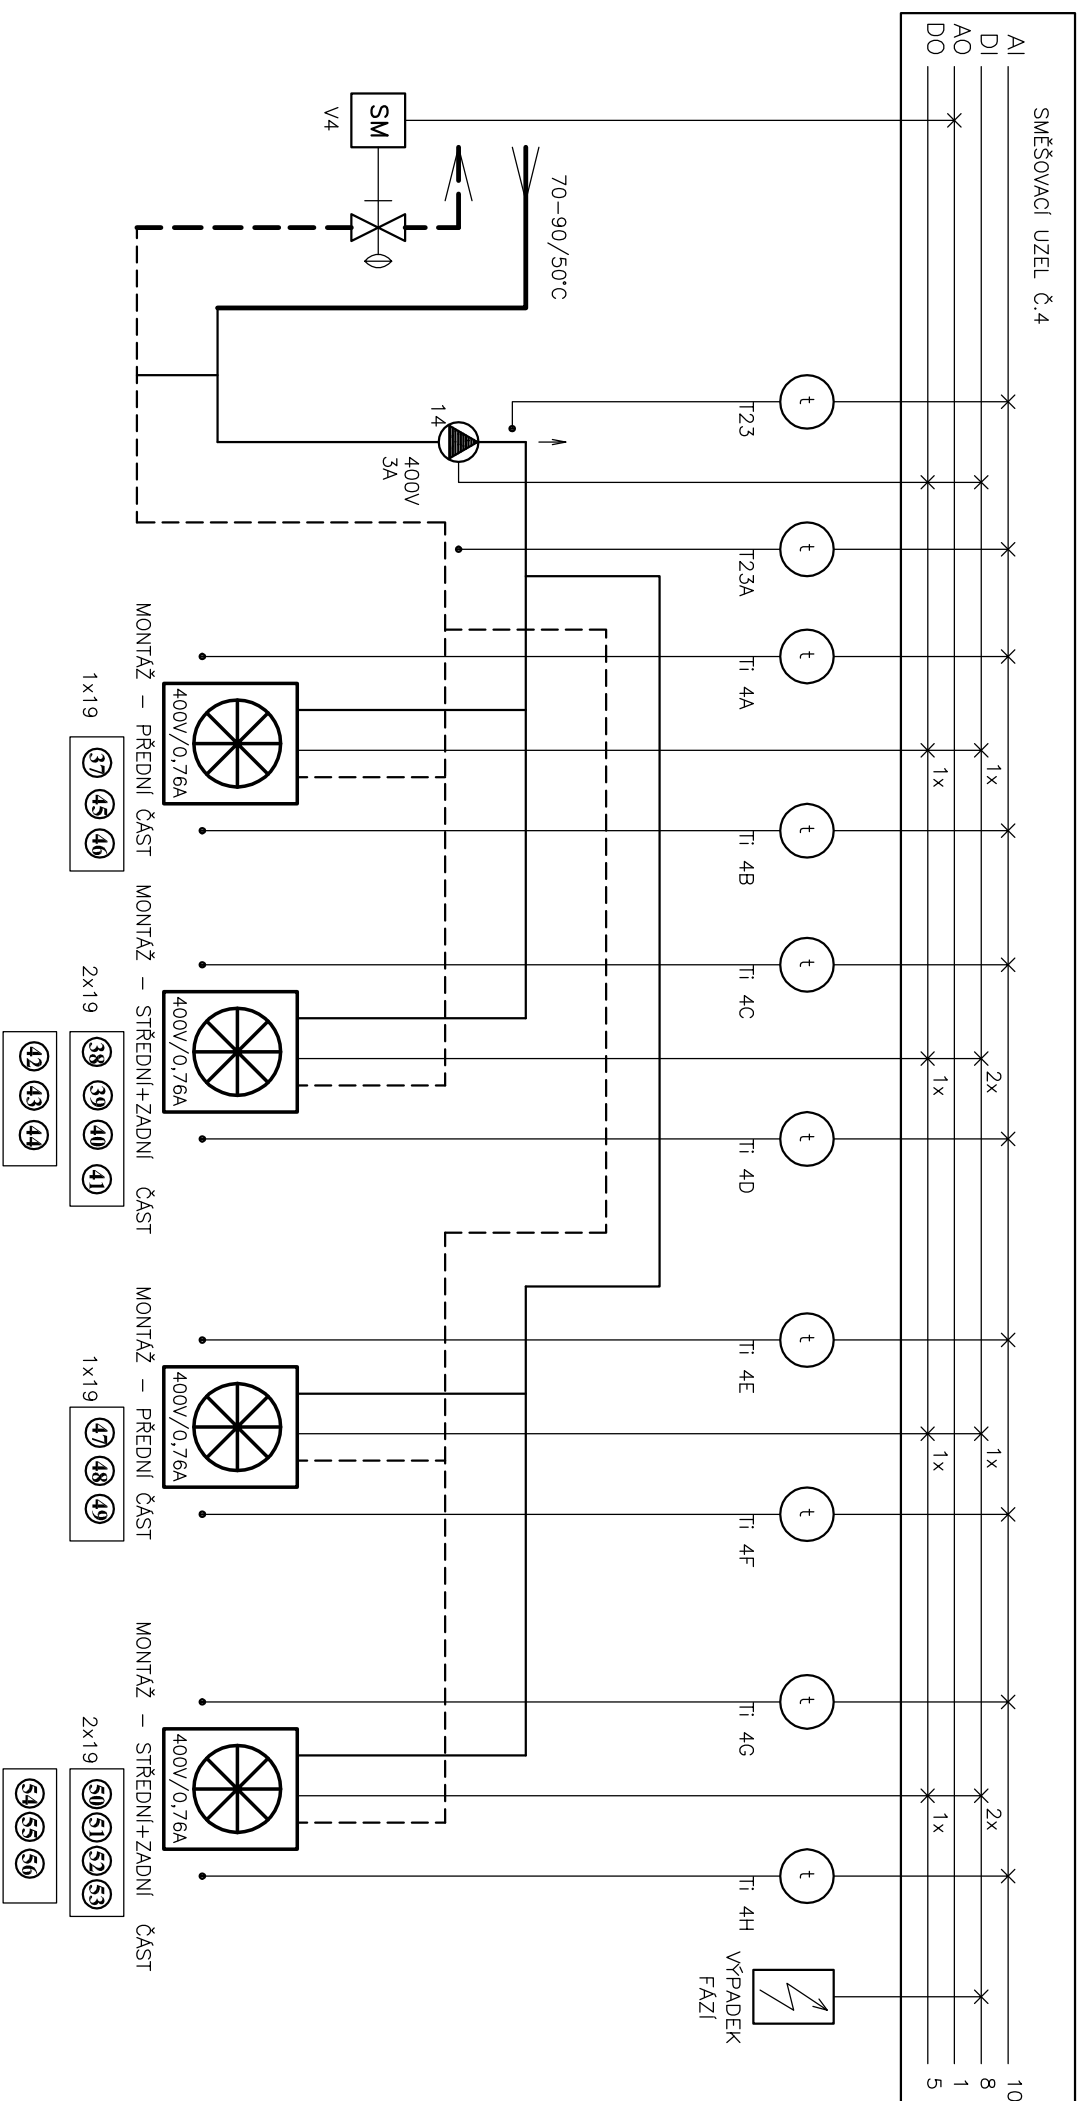 SMĚŠOVACÍ UZEL Č.4
AI
DI
AO
DO
10
8
1
5
1x
1x
2x
1x
1x
1x
2x
1x
t
t
t
t
t
t
t
t
t
t
T23
T23A
Ti 4A
Ti 4B
Ti 4C
Ti 4D
Ti 4E
Ti 4F
Ti 4G
Ti 4H
VÝPADEK
FÁZÍ
70-90/50°C
SM
V4
14
400V
3A
400V/0,76A
400V/0,76A
400V/0,76A
400V/0,76A
MONTÁŽ – PŘEDNÍ ČÁST
1x19
37 45 46
MONTÁŽ – STŘEDNÍ+ZADNÍ ČÁST
2x19
38 39 40 41
42 43 44
MONTÁŽ – PŘEDNÍ ČÁST
1x19
47 48 49
MONTÁŽ – STŘEDNÍ+ZADNÍ ČÁST
2x19
50 51 52 53
54 55 56